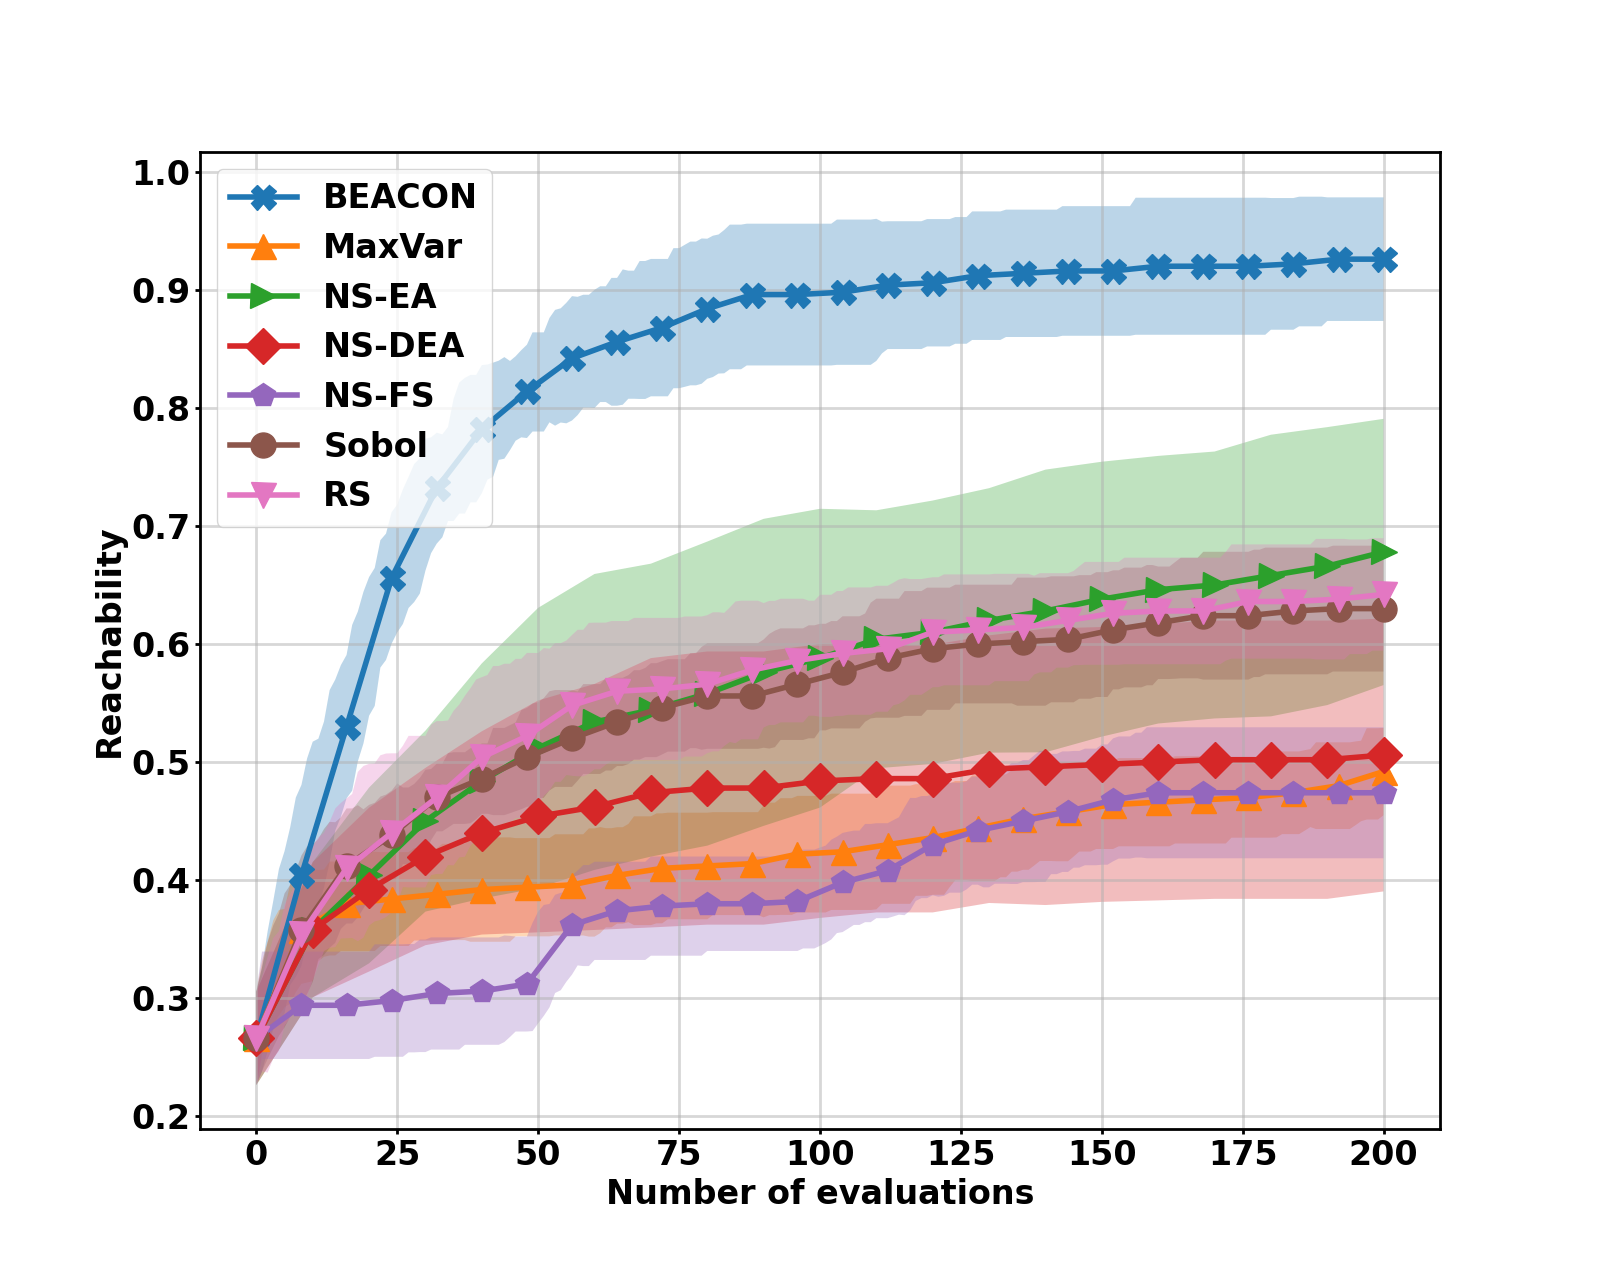 BEACON
MaxVar
NS-EA
NS-DEA
NS-FS
Sobol
RS
Reachability
1.0
0.9
0.8
0.7
0.6
0.5
0.4
0.3
0.2
0 25 50 75 100 125 150 175 200
Number of evaluations